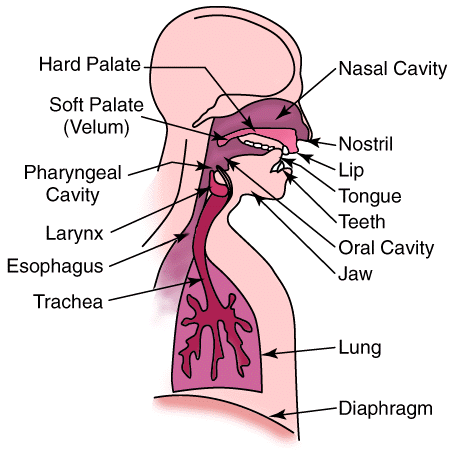 Hard Palate
Soft Palate
(Velum)
Pharyngeal
Cavity
Larynx
Esophagus
Trachea
Nasal Cavity
Nostril
Lip
Tongue
Teeth
Oral Cavity
Jaw
Lung
Diaphragm